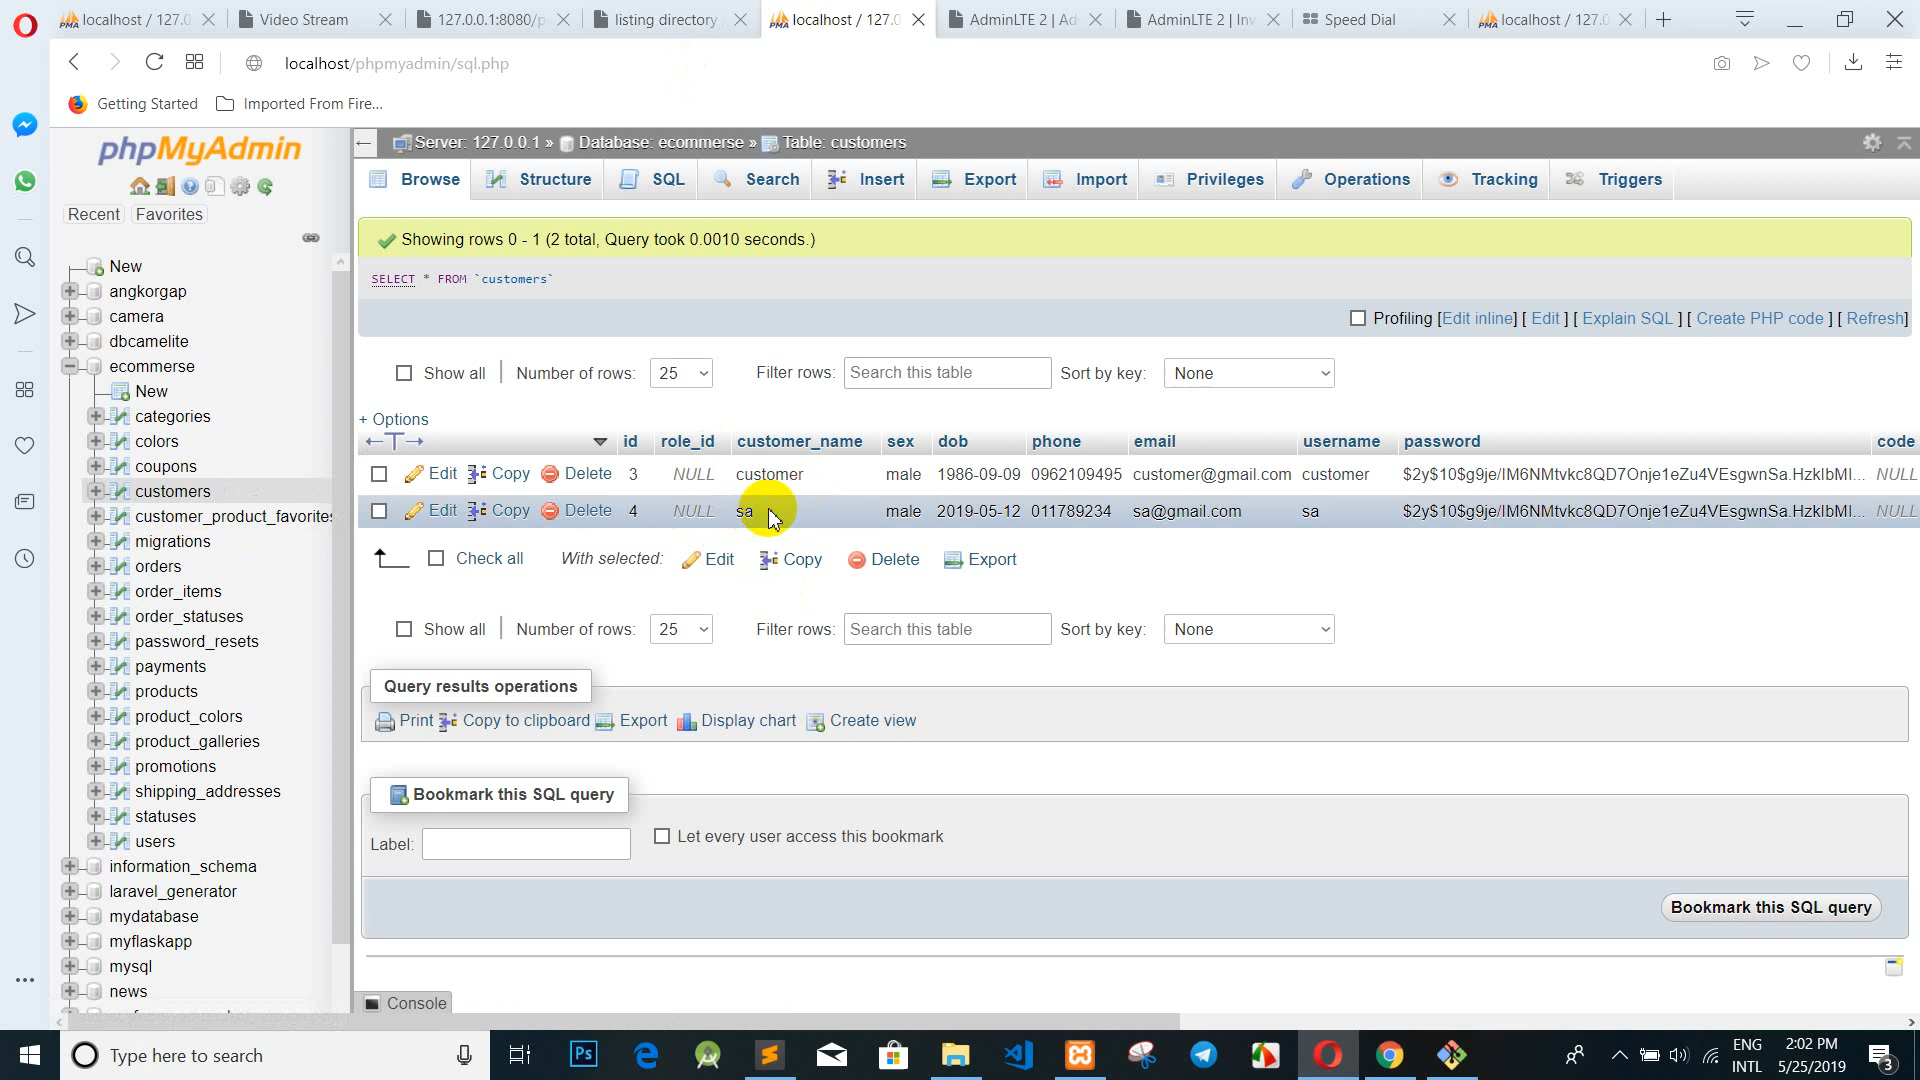 localhost / 127.0
Video Stream
127.0.0.1:8080/p
listing directory
localhost / 127.0
AdminLTE 2 | Ad
AdminLTE 2 | Inv
Speed Dial
localhost / 127.0
localhost/phpmyadmin/sql.php
Getting Started
Imported From Fire...
phpMyAdmin
Recent
Favorites
New
angkorgap
camera
dbcamelite
ecommerse
New
categories
colors
coupons
customers
customer_product_favorites
migrations
orders
order_items
order_statuses
password_resets
payments
products
product_colors
product_galleries
promotions
shipping_addresses
statuses
users
information_schema
laravel_generator
mydatabase
myflaskapp
mysql
news
Server: 127.0.0.1 » Database: ecommerse » Table: customers
Browse Structure SQL Search Insert Export Import Privileges Operations Tracking Triggers
Showing rows 0 - 1 (2 total, Query took 0.0010 seconds.)
SELECT * FROM `customers`
Profiling [Edit inline] [ Edit ] [ Explain SQL ] [ Create PHP code ] [ Refresh]
Show all Number of rows: 25 Filter rows: Search this table Sort by key: None
+ Options
←T→ id role_id customer_name sex dob phone email username password code
Edit Copy Delete 3 NULL customer male 1986-09-09 0962109495 customer@gmail.com customer $2y$10$g9je/IM6NMtvkc8QD7Onje1eZu4VEsgwnSa.HzkIbMI... NULL
Edit Copy Delete 4 NULL sa male 2019-05-12 011789234 sa@gmail.com sa $2y$10$g9je/IM6NMtvkc8QD7Onje1eZu4VEsgwnSa.HzkIbMI... NULL
Check all With selected: Edit Copy Delete Export
Show all Number of rows: 25 Filter rows: Search this table Sort by key: None
Query results operations
Print Copy to clipboard Export Display chart Create view
Bookmark this SQL query
Label: Let every user access this bookmark
Bookmark this SQL query
Console
Type here to search
Ps
ENG
INTL
2:02 PM
5/25/2019
3